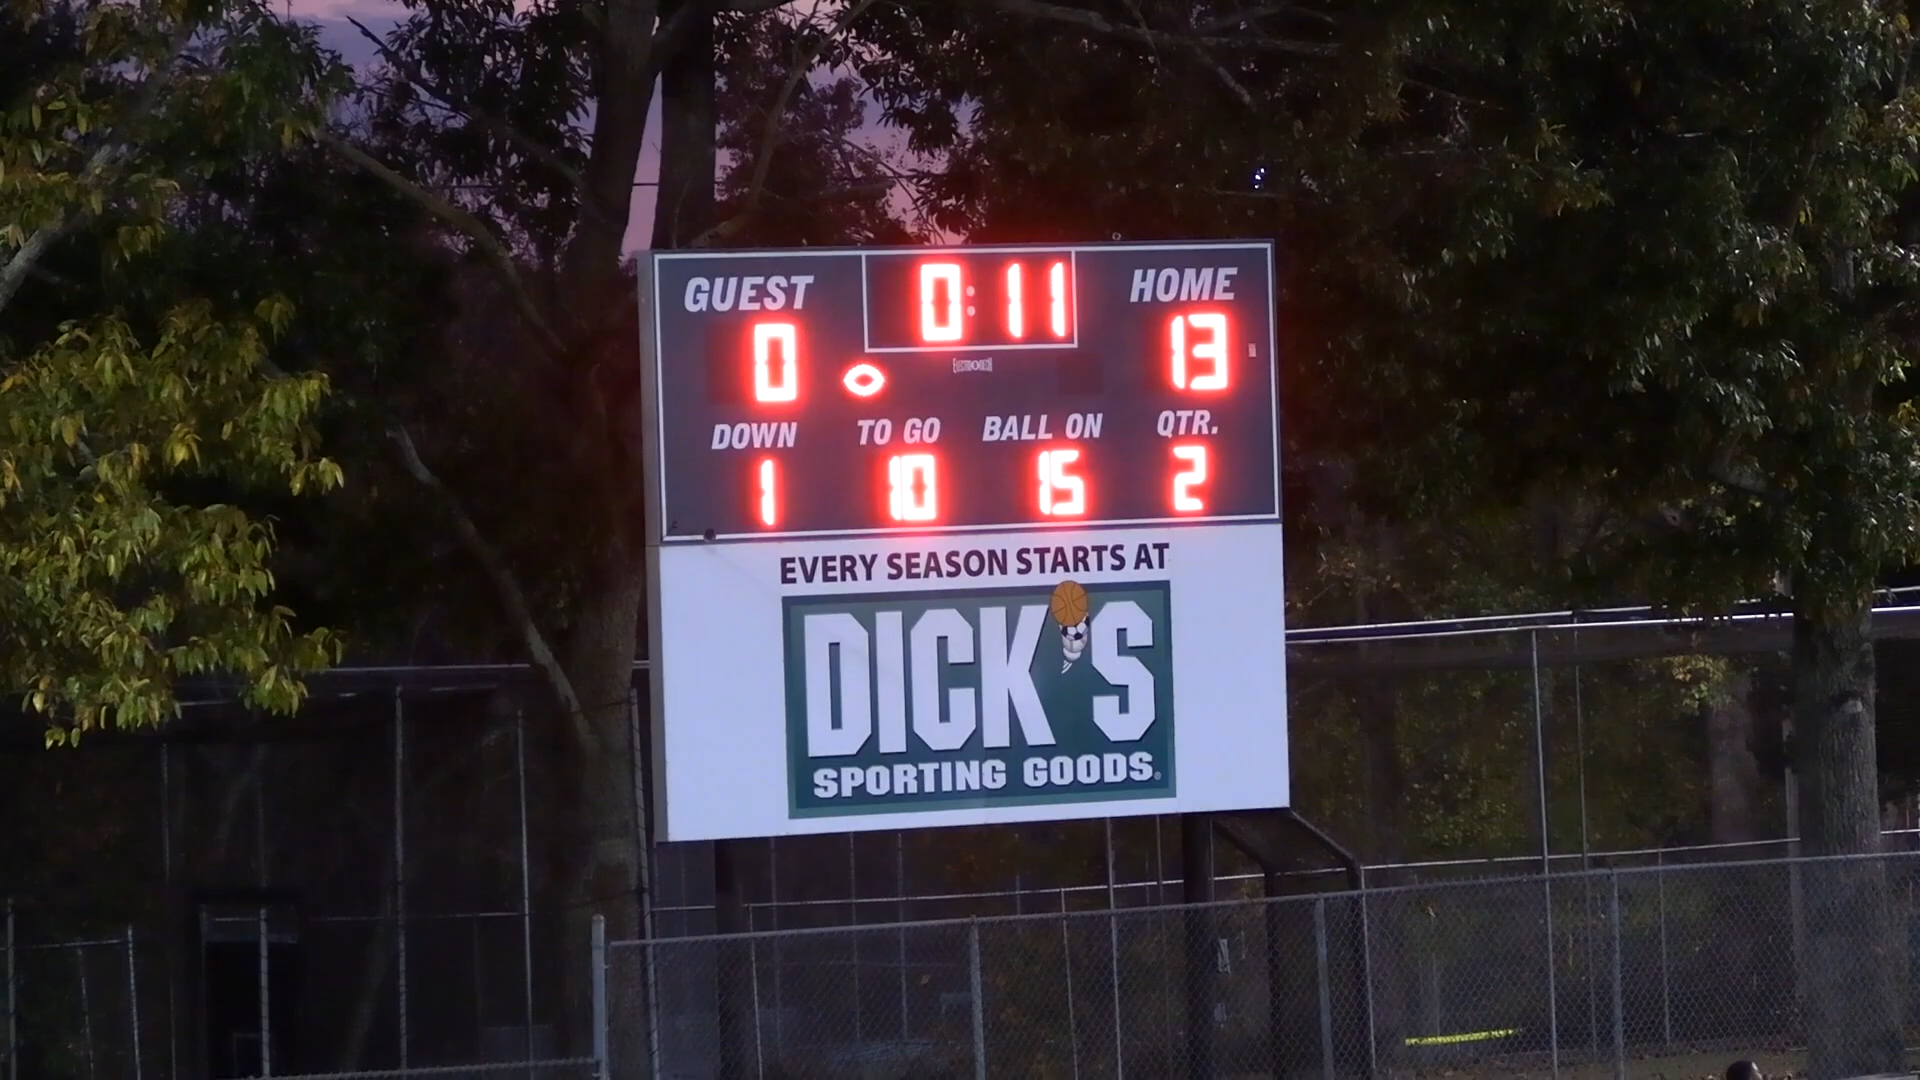 GUEST 0:11 HOME
0 13
DOWN TO GO BALL ON QTR.
1 10 15 2
EVERY SEASON STARTS AT
DICK'S
SPORTING GOODS®